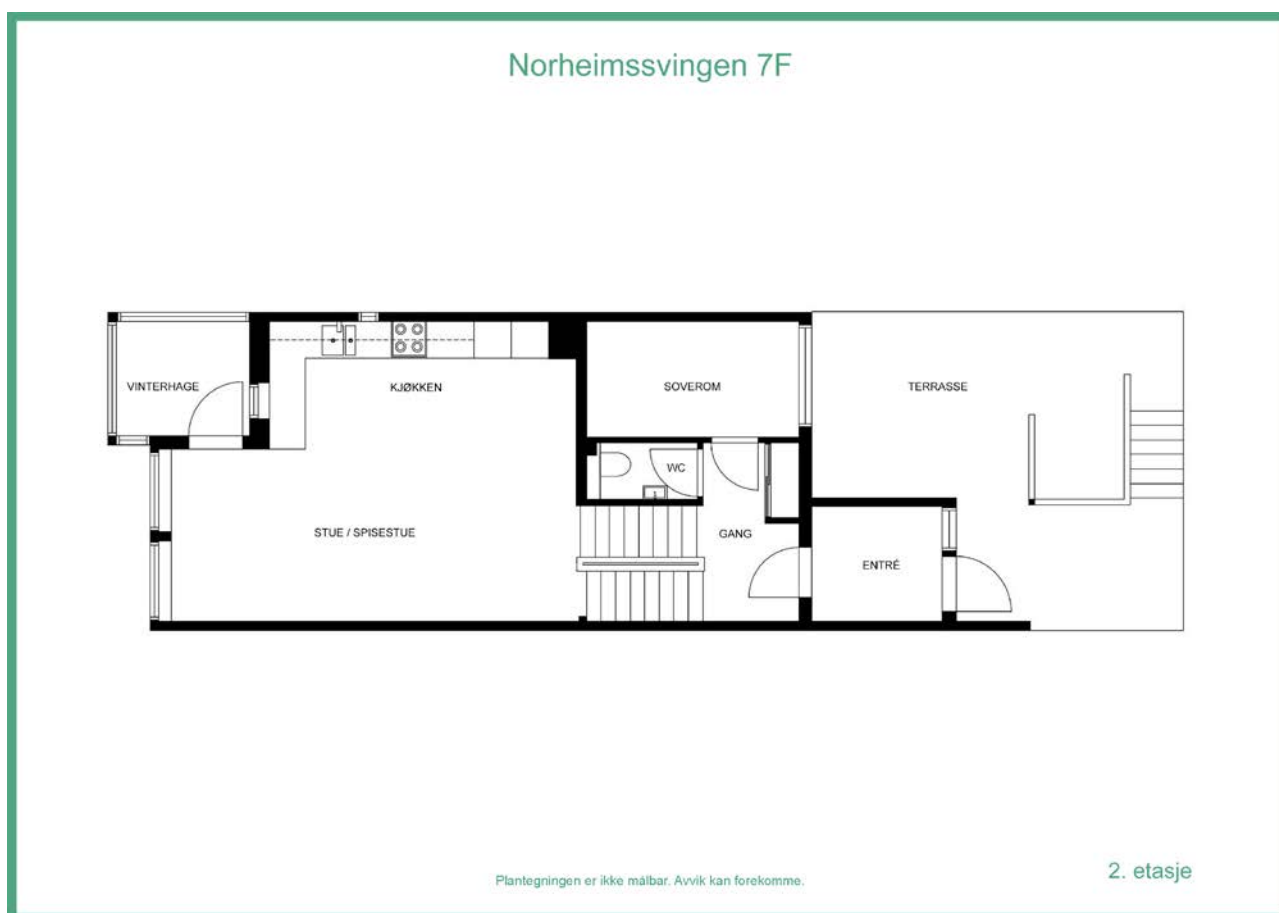 Norheimssvingen 7F
VINTERHAGE
KJØKKEN
SOVEROM
TERRASSE
WC
STUE / SPISESTUE
GANG
ENTRÉ
2. etasje
Plantegningen er ikke målbar. Avvik kan forekomme.